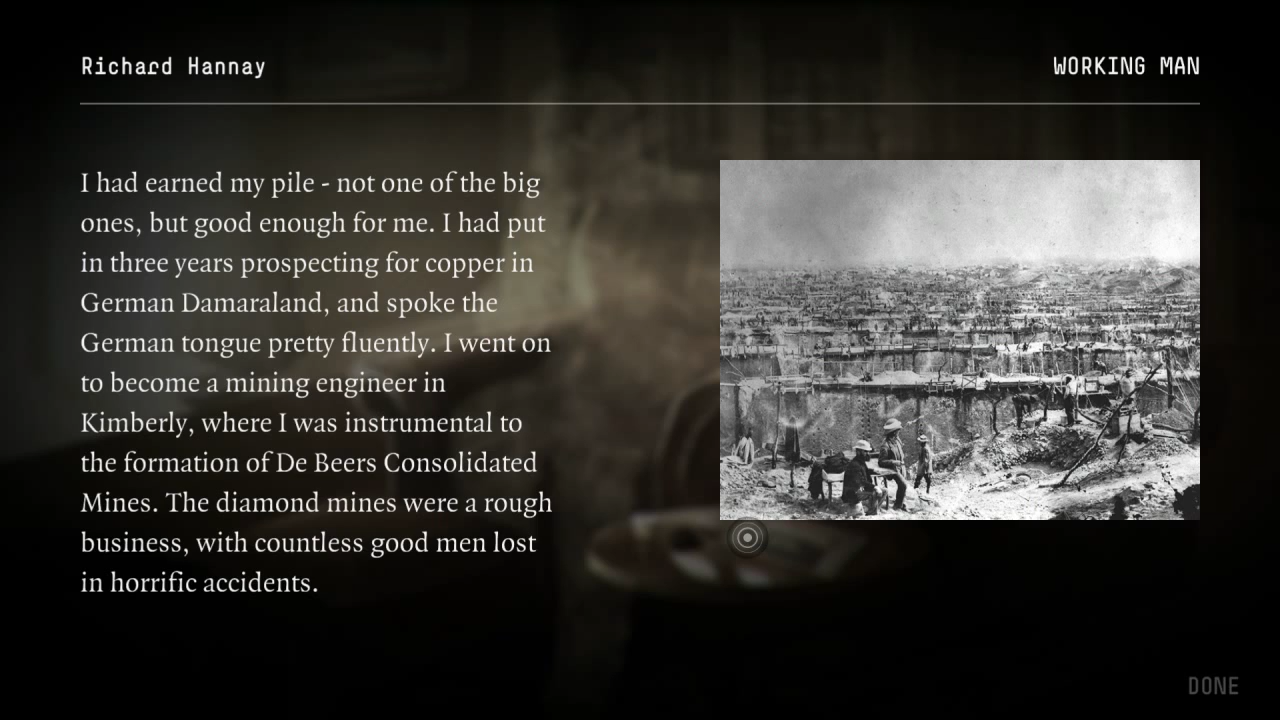 Richard Hannay
WORKING MAN
I had earned my pile - not one of the big
ones, but good enough for me. I had put
in three years prospecting for copper in
German Damaraland, and spoke the
German tongue pretty fluently. I went on
to become a mining engineer in
Kimberly, where I was instrumental to
the formation of De Beers Consolidated
Mines. The diamond mines were a rough
business, with countless good men lost
in horrific accidents.
DONE